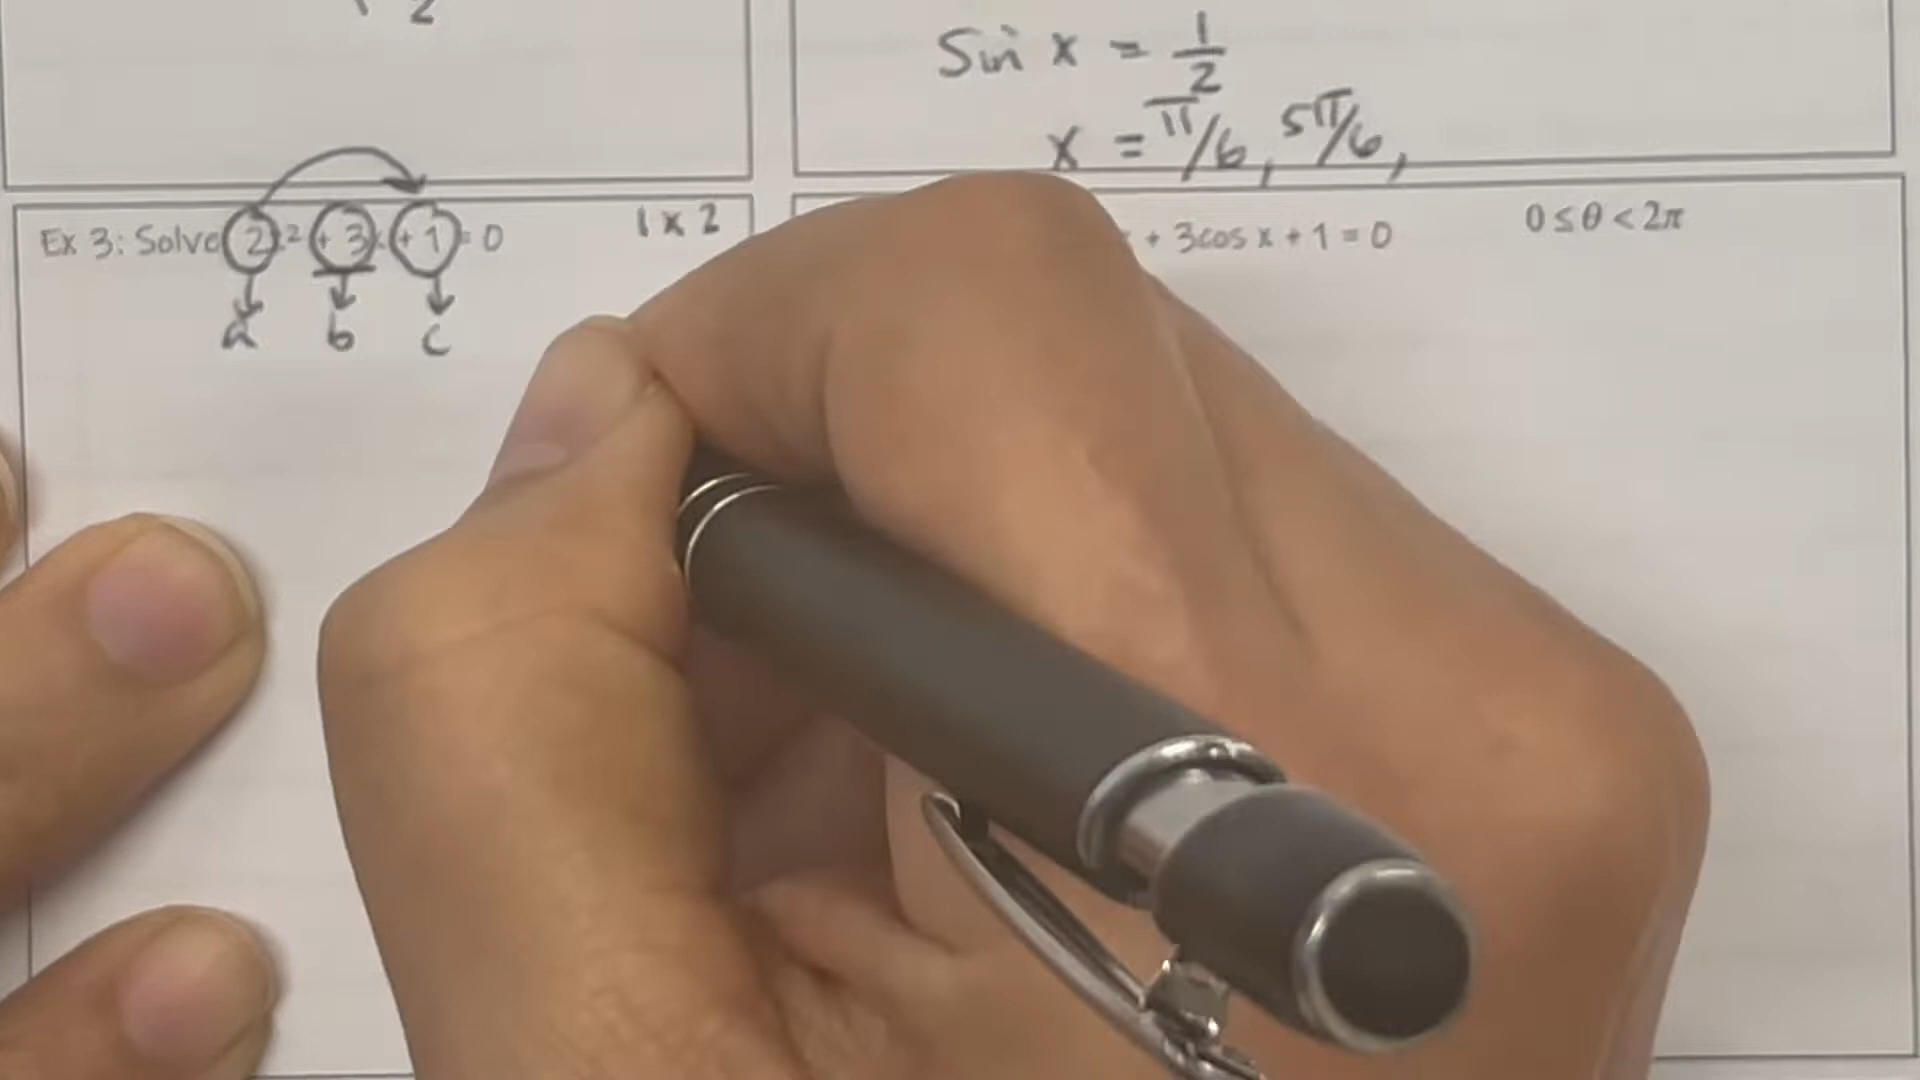 2
Sin x = 1/2
x = π/6, 5π/6,
Ex 3: Solve 2x² + 3x + 1 = 0
1 x 2
a b c
+ 3cos x + 1 = 0
0 ≤ θ < 2π